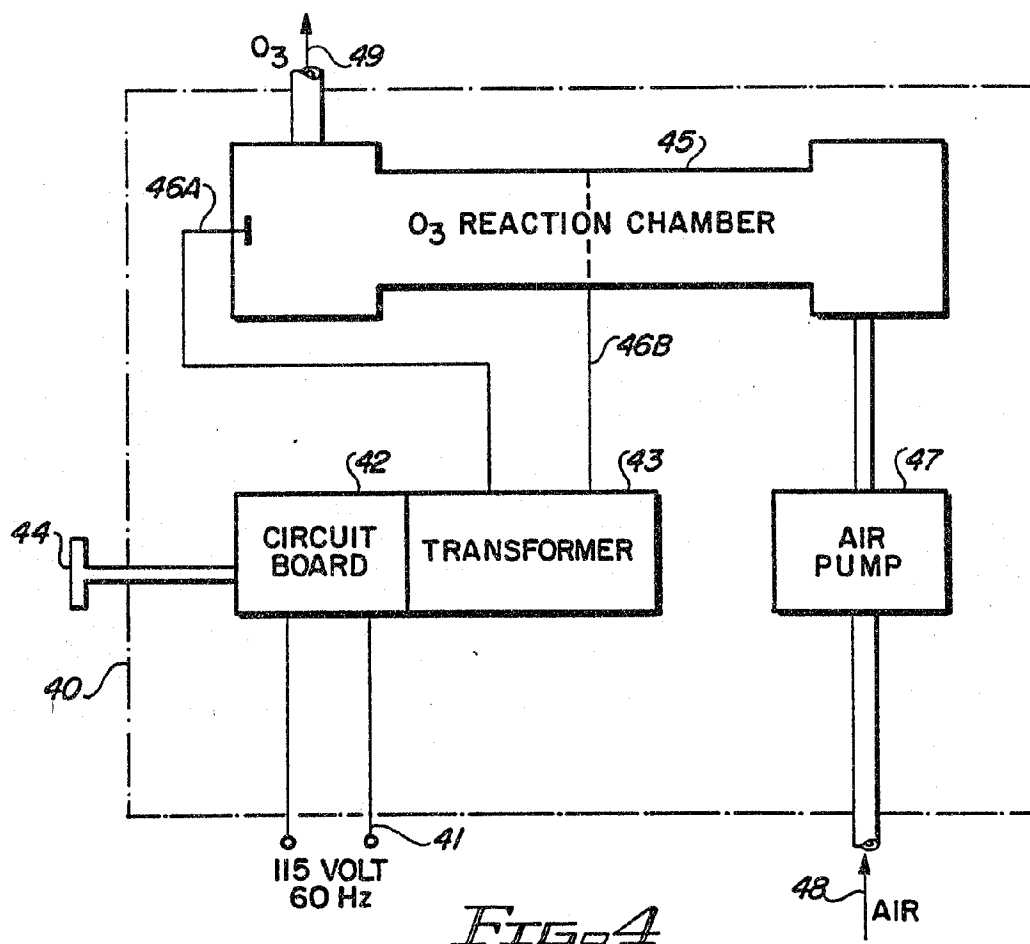 O3
49
46A
45
O3 REACTION CHAMBER
46B
42
43
47
44
CIRCUIT
BOARD
TRANSFORMER
AIR
PUMP
40
41
115 VOLT
60 Hz
48
AIR
FIG. 4